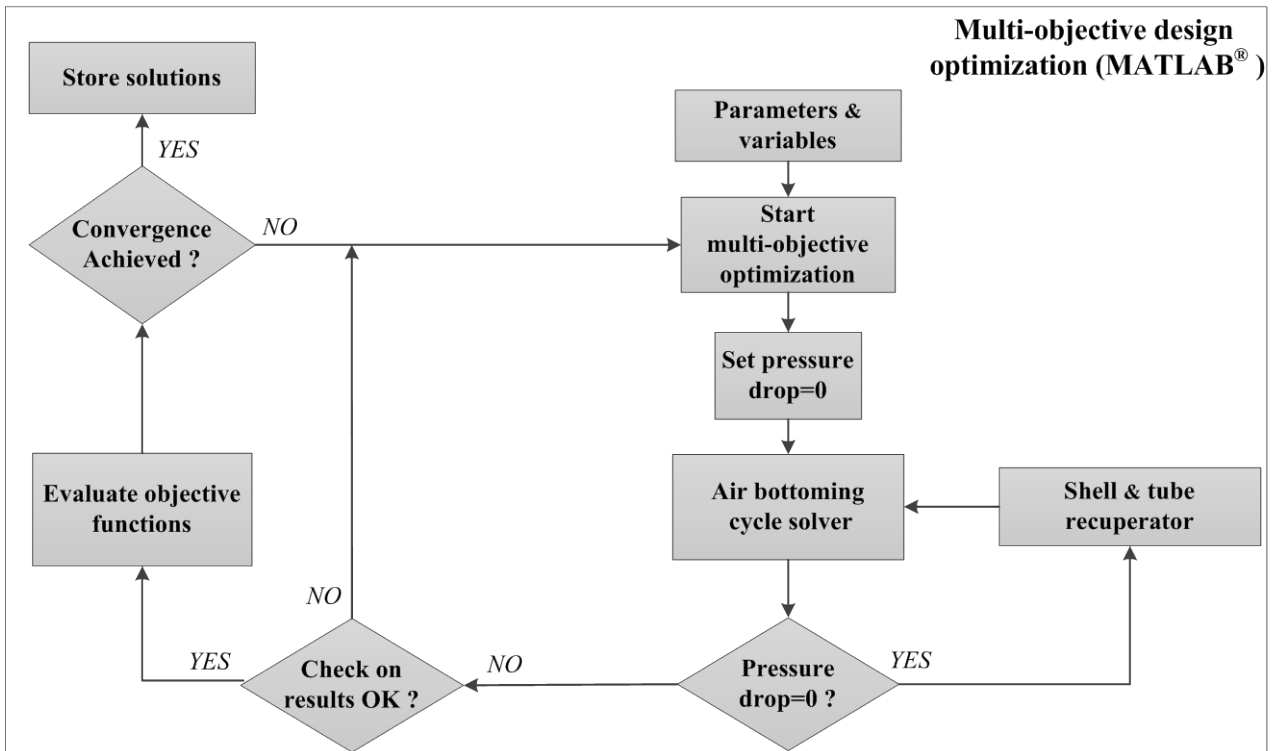 Multi-objective design
optimization (MATLAB® )
Store solutions
Parameters &
variables
YES
Convergence
Achieved ?
NO
Start
multi-objective
optimization
Set pressure
drop=0
Evaluate objective
functions
Air bottoming
cycle solver
Shell & tube
recuperator
NO
YES
Check on
results OK ?
NO
Pressure
drop=0 ?
YES